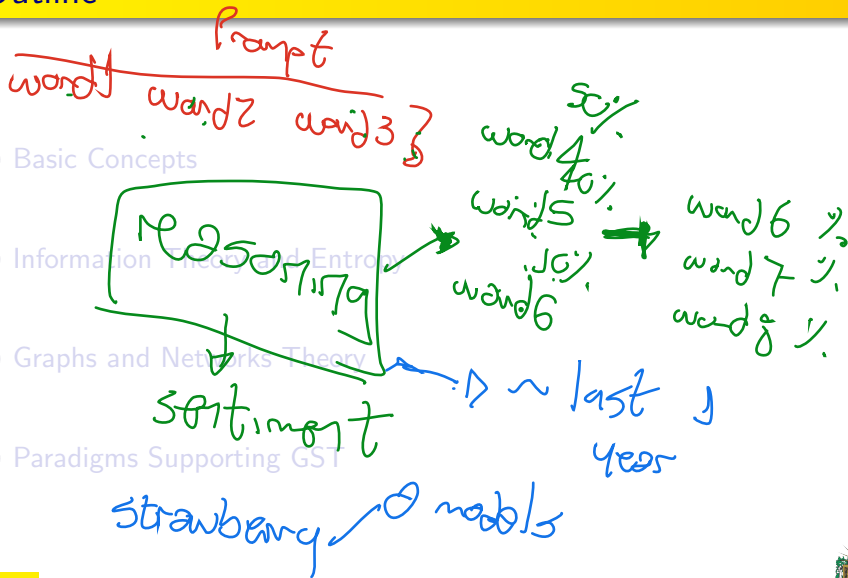 Outline
Prompt
word1 word2 word3
50%
word4
40%
Basic Concepts
word5
word6 %
reasoning
Information Theory and Entropy
10%
word7 %
word6
word8 %
Graphs and Networks Theory
~ last 1
year
sentiment
Paradigms Supporting GST
strawberry
O models